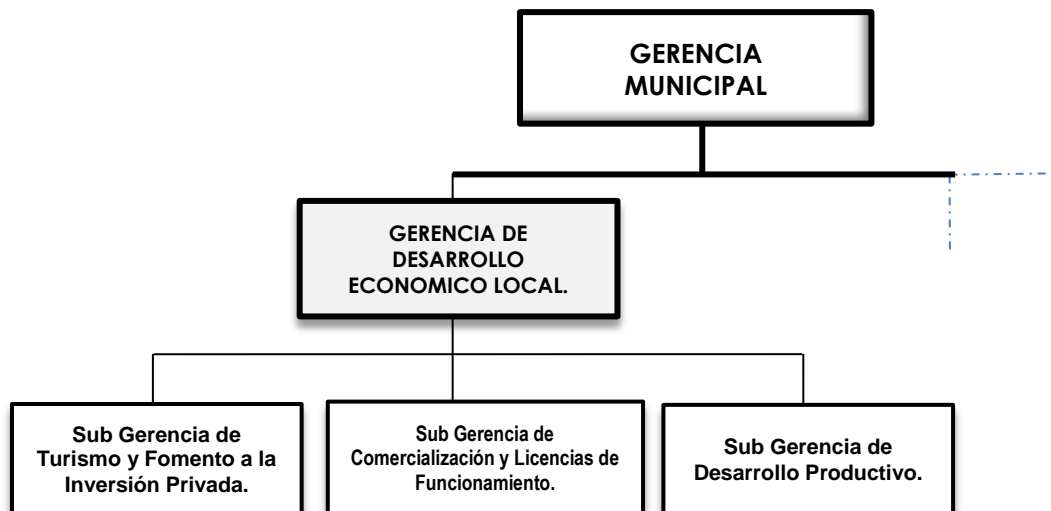 GERENCIA
MUNICIPAL
GERENCIA DE
DESARROLLO
ECONOMICO LOCAL.
Sub Gerencia de
Turismo y Fomento a la
Inversión Privada.
Sub Gerencia de
Comercialización y Licencias de
Funcionamiento.
Sub Gerencia de
Desarrollo Productivo.